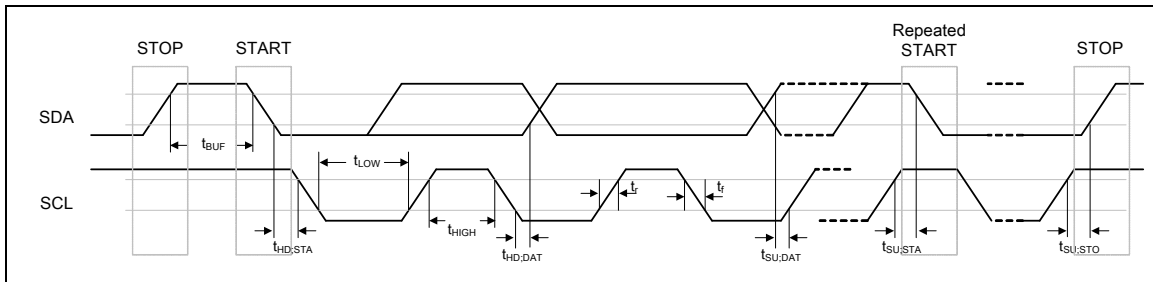 Repeated
STOP START START STOP
SDA
tBUF
tLOW
SCL
tr tf
tHIGH
tHD;STA tHD;DAT tSU;DAT tSU;STA tSU;STO